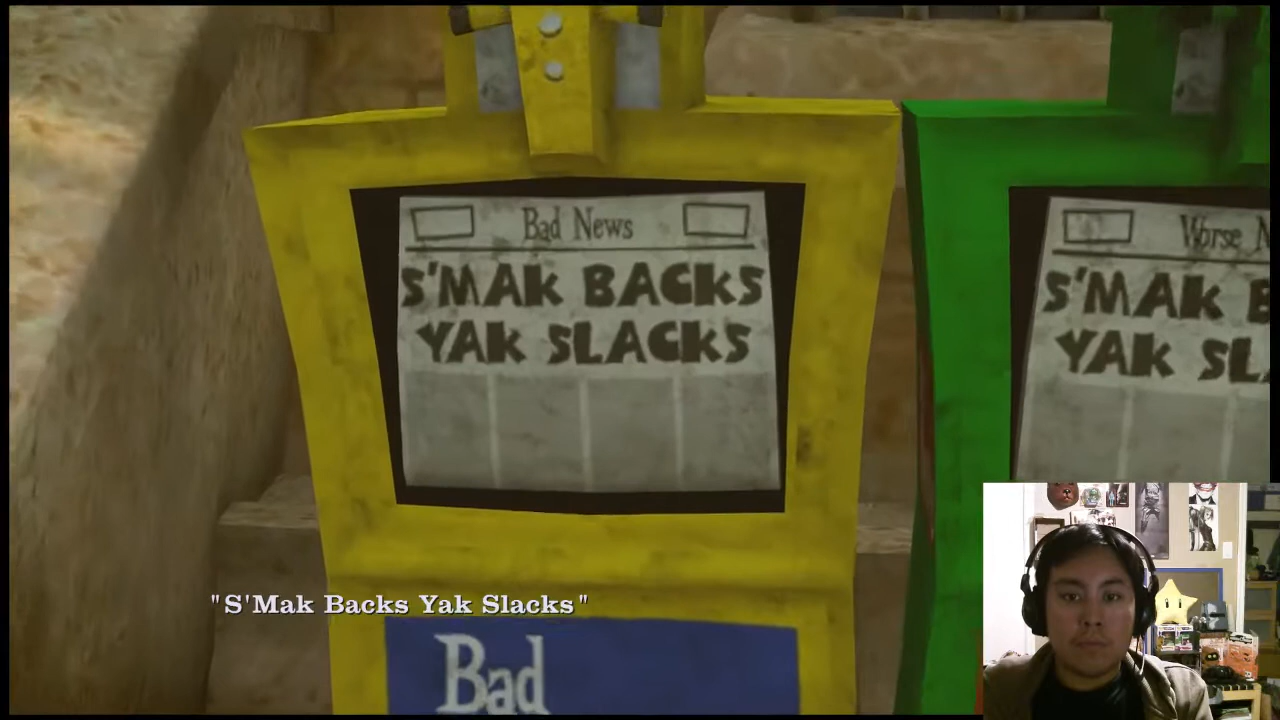 Bad News
S'MAK BACKS
YAK SLACKS
Worse N
S'MAK B
YAK SL
"S'Mak Backs Yak Slacks"
Bad